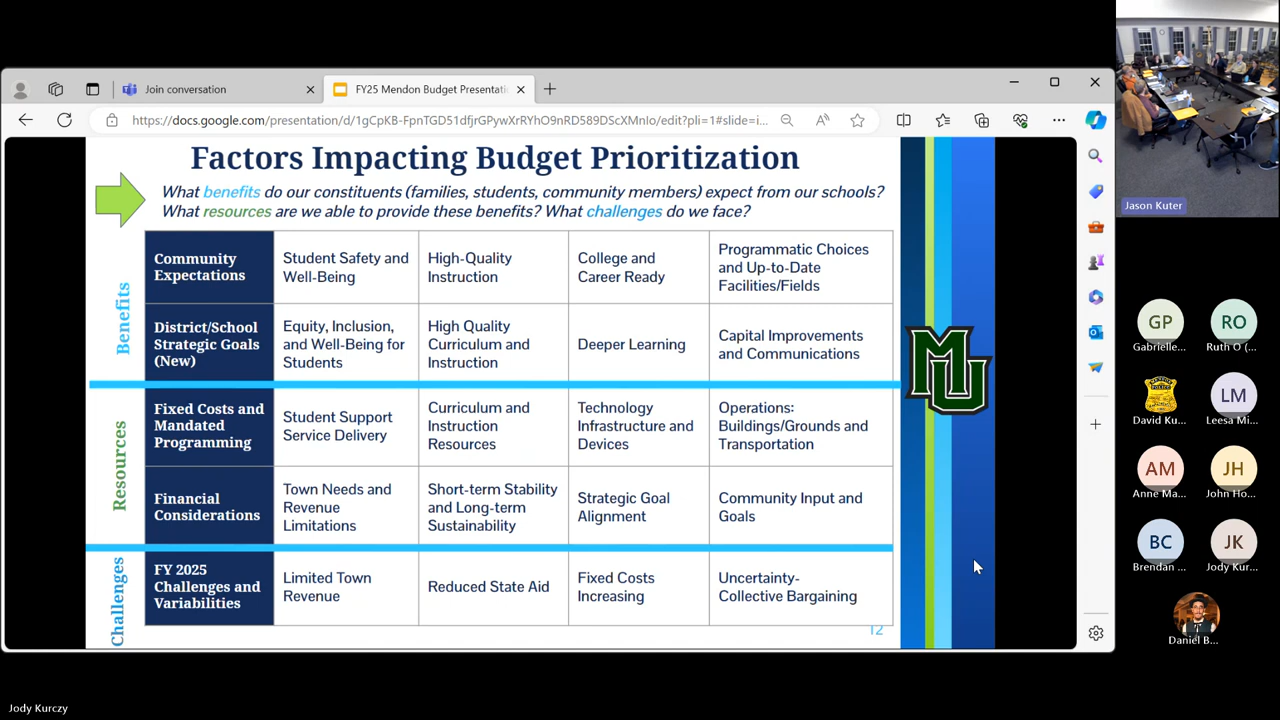 Join conversation
FY25 Mendon Budget Presentati
https://docs.google.com/presentation/d/1gCpKB-FpnTGD51dfjrGPywXrRYhO9nRD589DScXMnIo/edit?pli=1#slide=i...
Factors Impacting Budget Prioritization
What benefits do our constituents (families, students, community members) expect from our schools?
What resources are we able to provide these benefits? What challenges do we face?
Benefits
Community
Expectations
Student Safety and
Well-Being
High-Quality
Instruction
College and
Career Ready
Programmatic Choices
and Up-to-Date
Facilities/Fields
District/School
Strategic Goals
(New)
Equity, Inclusion,
and Well-Being for
Students
High Quality
Curriculum and
Instruction
Deeper Learning
Capital Improvements
and Communications
Resources
Fixed Costs and
Mandated
Programming
Student Support
Service Delivery
Curriculum and
Instruction
Resources
Technology
Infrastructure and
Devices
Operations:
Buildings/Grounds and
Transportation
Financial
Considerations
Town Needs and
Revenue
Limitations
Short-term Stability
and Long-term
Sustainability
Strategic Goal
Alignment
Community Input and
Goals
Challenges
FY 2025
Challenges and
Variabilities
Limited Town
Revenue
Reduced State Aid
Fixed Costs
Increasing
Uncertainty-
Collective Bargaining
12
MU
Jason Kuter
GP
Gabrielle...
RO
Ruth O (...
David Ku...
LM
Leesa Mi...
AM
Anne Ma...
JH
John Ho...
BC
Brendan ...
JK
Jody Kur...
Daniel B...
Jody Kurczy